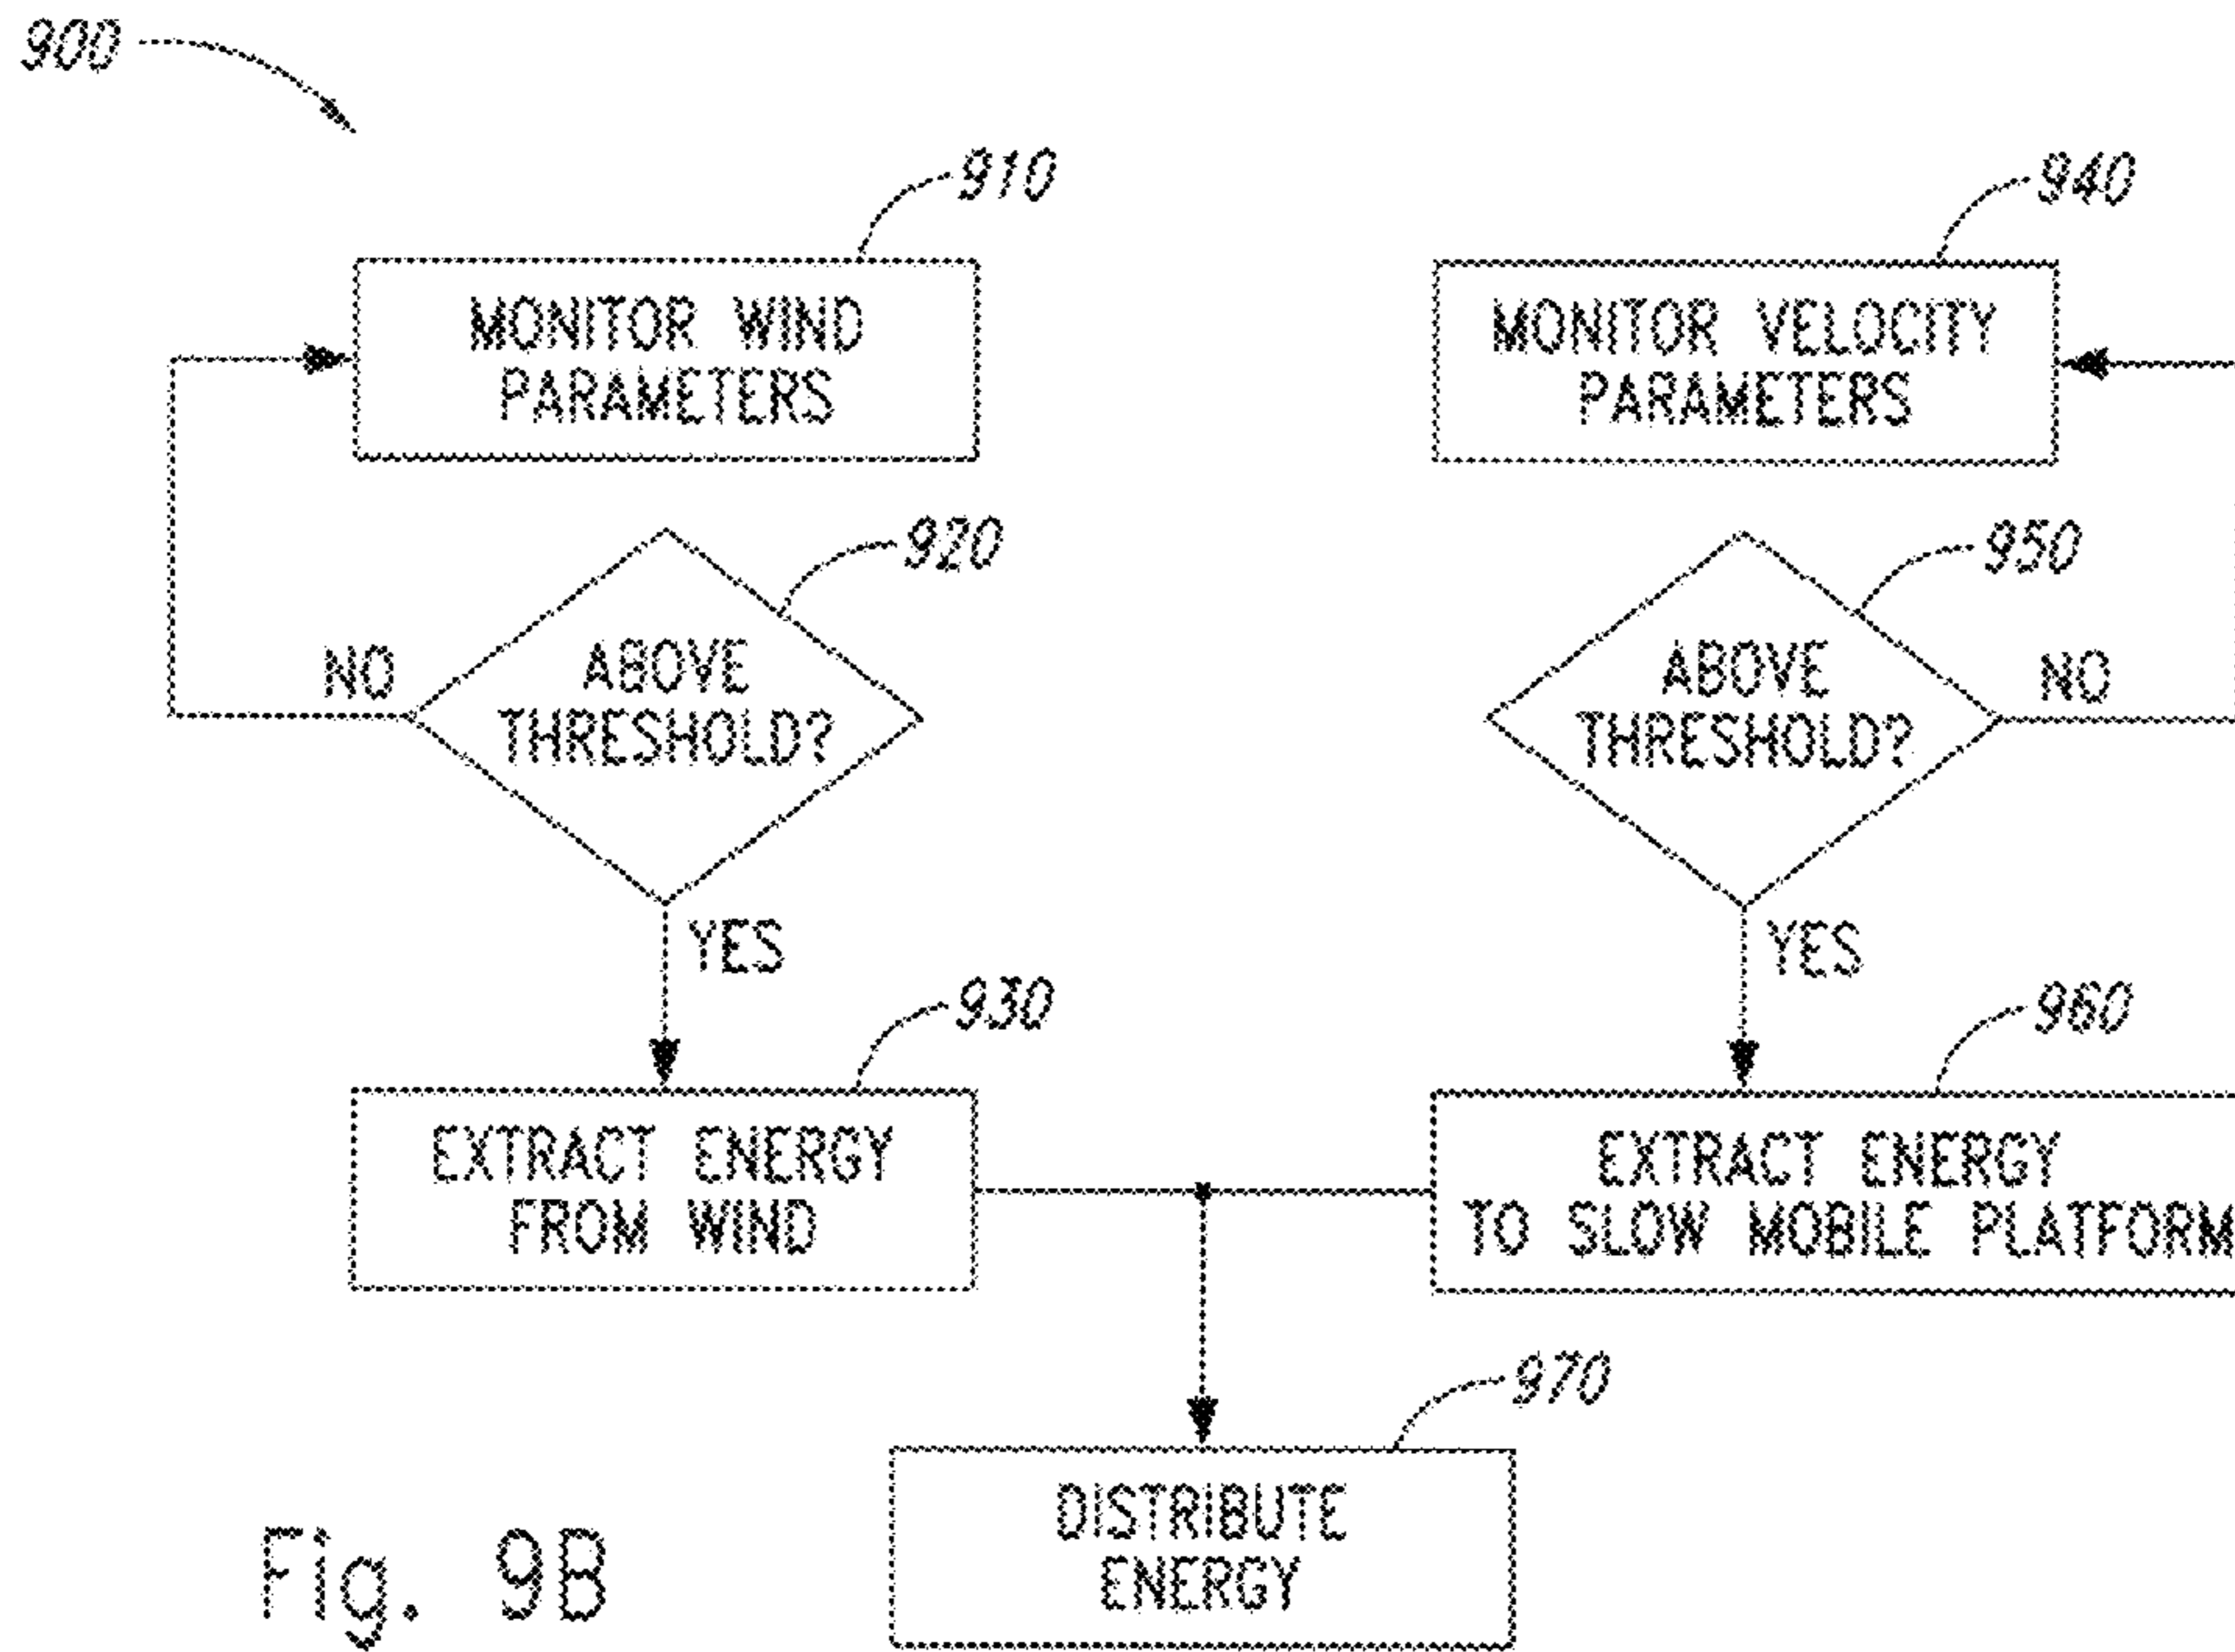 900
910
MONITOR WIND
PARAMETERS
920
ABOVE
THRESHOLD?
NO
YES
930
EXTRACT ENERGY
FROM WIND
940
MONITOR VELOCITY
PARAMETERS
950
ABOVE
THRESHOLD?
NO
YES
960
EXTRACT ENERGY
TO SLOW MOBILE PLATFORM
970
DISTRIBUTE
ENERGY
Fig. 9B